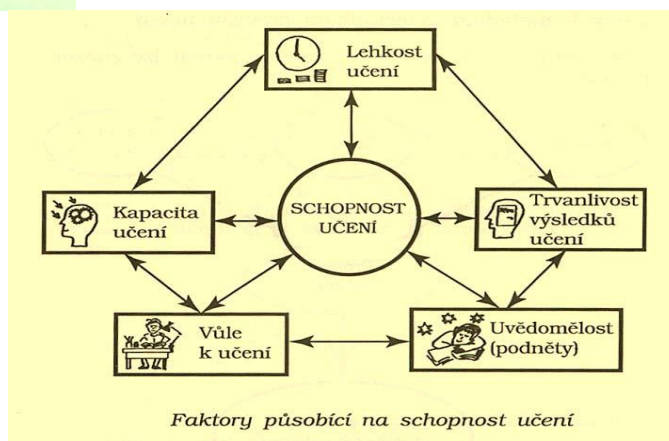 Lehkost
učení
SCHOPNOST
UČENÍ
Kapacita
učení
Trvanlivost
výsledků
učení
Vůle
k učení
Uvědomělost
(podněty)
Faktory působící na schopnost učení